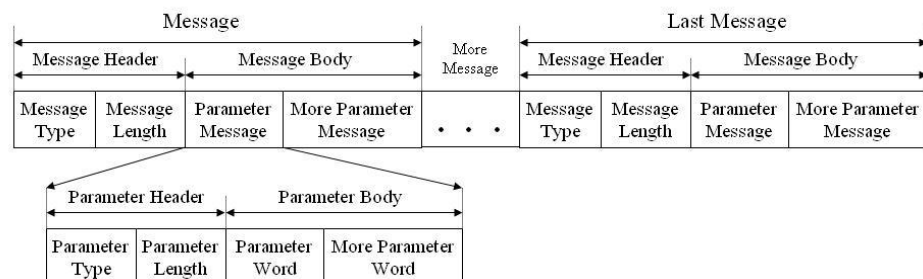 Message
Last Message
Message Header
Message Body
More
Message
Message Header
Message Body
Message
Type
Message
Length
Parameter
Message
More Parameter
Message
. . .
Message
Type
Message
Length
Parameter
Message
More Parameter
Message
Parameter Header
Parameter Body
Parameter
Type
Parameter
Length
Parameter
Word
More Parameter
Word